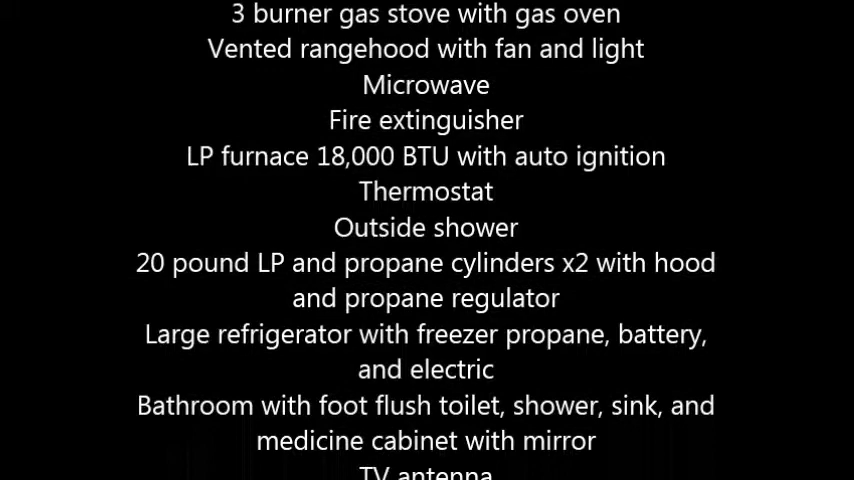 3 burner gas stove with gas oven
Vented rangehood with fan and light
Microwave
Fire extinguisher
LP furnace 18,000 BTU with auto ignition
Thermostat
Outside shower
20 pound LP and propane cylinders x2 with hood
and propane regulator
Large refrigerator with freezer propane, battery,
and electric
Bathroom with foot flush toilet, shower, sink, and
medicine cabinet with mirror
TV antenna